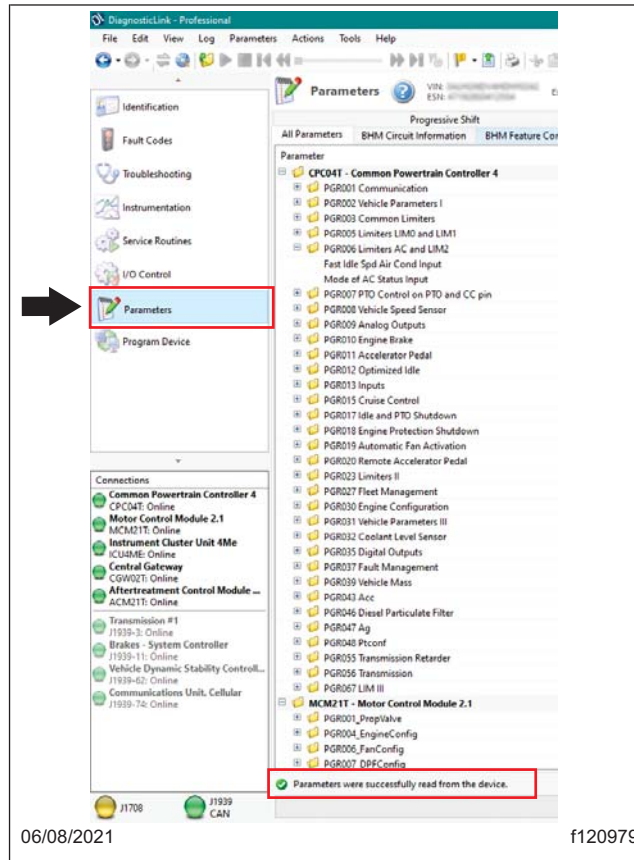 DiagnosticLink - Professional
File Edit View Log Parameters Actions Tools Help
Identification
Fault Codes
Troubleshooting
Instrumentation
Service Routines
I/O Control
Parameters
Program Device
Connections
Common Powertrain Controller 4
CPC04T: Online
Motor Control Module 2.1
MCM21T: Online
Instrument Cluster Unit 4Me
ICU4ME: Online
Central Gateway
CGW02T: Online
Aftertreatment Control Module ...
ACM21T: Online
Transmission #1
J1939-3: Online
Brakes - System Controller
J1939-11: Online
Vehicle Dynamic Stability Controll...
J1939-62: Online
Communications Unit, Cellular
J1939-74: Online
J1708
J1939
CAN
Parameters
VIN:
ESN:
Progressive Shift
All Parameters BHM Circuit Information BHM Feature Cor
Parameter
CPC04T - Common Powertrain Controller 4
PGR001 Communication
PGR002 Vehicle Parameters I
PGR003 Common Limiters
PGR005 Limiters LIM0 and LIM1
PGR006 Limiters AC and LIM2
Fast Idle Spd Air Cond Input
Mode of AC Status Input
PGR007 PTO Control on PTO and CC pin
PGR008 Vehicle Speed Sensor
PGR009 Analog Outputs
PGR010 Engine Brake
PGR011 Accelerator Pedal
PGR012 Optimized Idle
PGR013 Inputs
PGR015 Cruise Control
PGR017 Idle and PTO Shutdown
PGR018 Engine Protection Shutdown
PGR019 Automatic Fan Activation
PGR020 Remote Accelerator Pedal
PGR023 Limiters II
PGR027 Fleet Management
PGR030 Engine Configuration
PGR031 Vehicle Parameters III
PGR032 Coolant Level Sensor
PGR035 Digital Outputs
PGR037 Fault Management
PGR039 Vehicle Mass
PGR043 Acc
PGR046 Diesel Particulate Filter
PGR047 Ag
PGR048 Ptconf
PGR055 Transmission Retarder
PGR056 Transmission
PGR067 LIM III
MCM21T - Motor Control Module 2.1
PGR001_PropValve
PGR004_EngineConfig
PGR006_FanConfig
PGR007 DPFConfig
Parameters were successfully read from the device.
06/08/2021
f120979